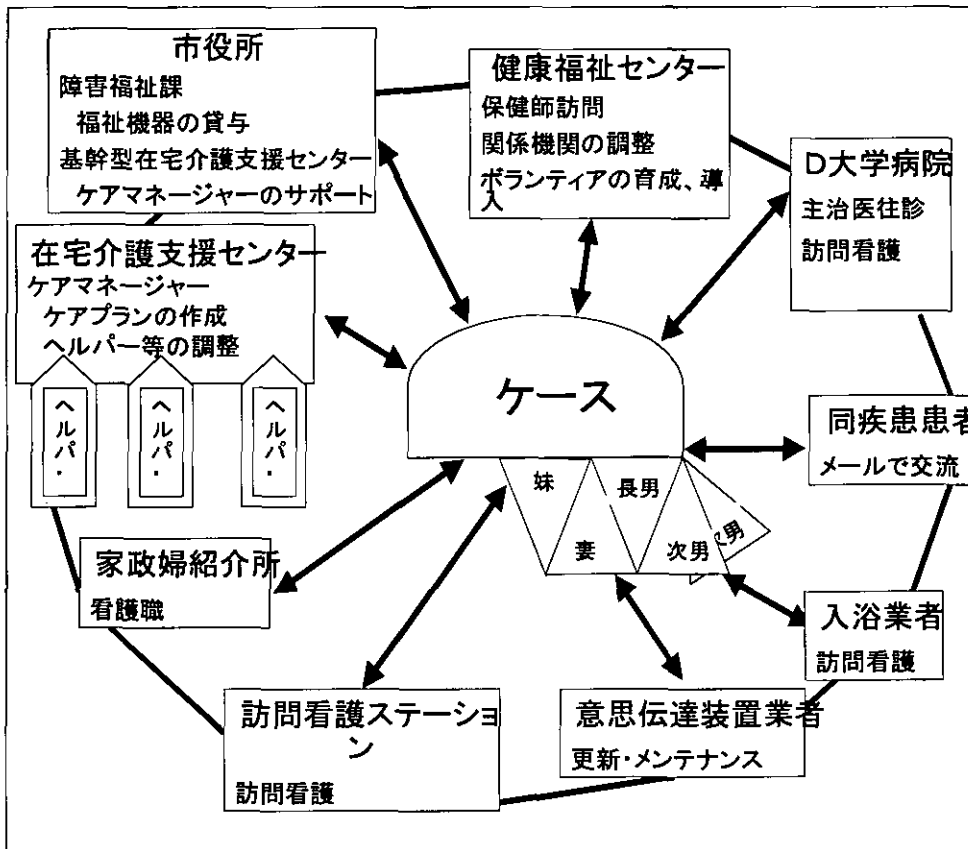 市役所
障害福祉課
福祉機器の貸与
基幹型在宅介護支援センター
ケアマネージャーのサポート
健康福祉センター
保健師訪問
関係機関の調整
ボランティアの育成、導
入
D大学病院
主治医往診
訪問看護
在宅介護支援センター
ケアマネージャー
ケアプランの作成
ヘルパー等の調整
ヘルパ・
ヘルパ・
ヘルパ・
ケース
同疾患患者
メールで交流
妹
長男
妻
次男
次男
家政婦紹介所
看護職
入浴業者
訪問看護
訪問看護ステーショ
ン
訪問看護
意思伝達装置業者
更新・メンテナンス